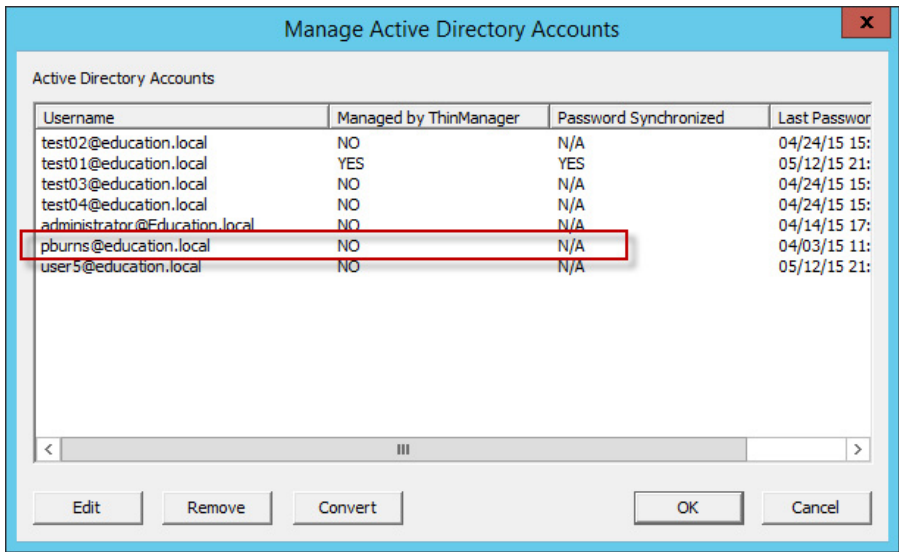 Manage Active Directory Accounts
x
Active Directory Accounts
Username Managed by ThinManager Password Synchronized Last Passwor
test02@education.local NO N/A 04/24/15 15:
test01@education.local YES YES 05/12/15 21:
test03@education.local NO N/A 04/24/15 15:
test04@education.local NO N/A 04/24/15 15:
administrator@Education.local NO N/A 04/14/15 17:
pburns@education.local NO N/A 04/03/15 11:
user5@education.local NO N/A 05/12/15 21:
Edit Remove Convert OK Cancel